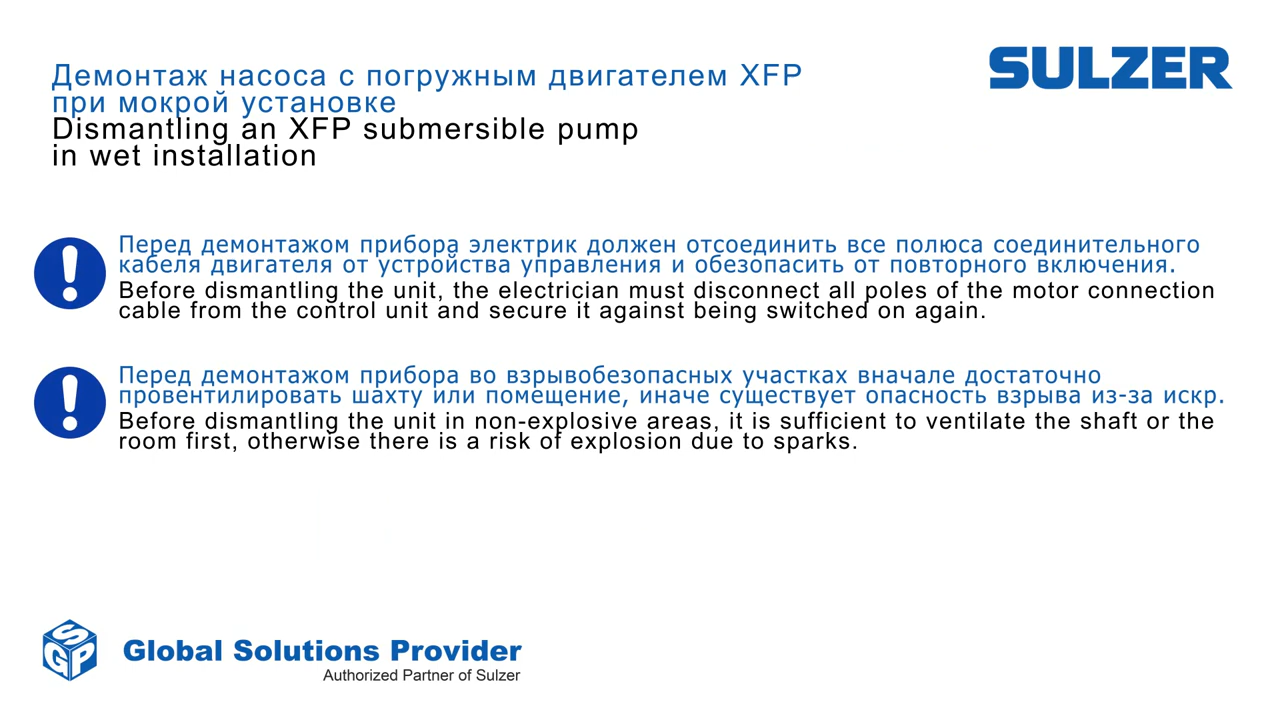 Демонтаж насоса с погружным двигателем XFP
при мокрой установке
Dismantling an XFP submersible pump
in wet installation
SULZER
Перед демонтажом прибора электрик должен отсоединить все полюса соединительного
кабеля двигателя от устройства управления и обезопасить от повторного включения.
Before dismantling the unit, the electrician must disconnect all poles of the motor connection
cable from the control unit and secure it against being switched on again.
Перед демонтажом прибора во взрывобезопасных участках вначале достаточно
провентилировать шахту или помещение, иначе существует опасность взрыва из-за искр.
Before dismantling the unit in non-explosive areas, it is sufficient to ventilate the shaft or the
room first, otherwise there is a risk of explosion due to sparks.
SGP
Global Solutions Provider
Authorized Partner of Sulzer